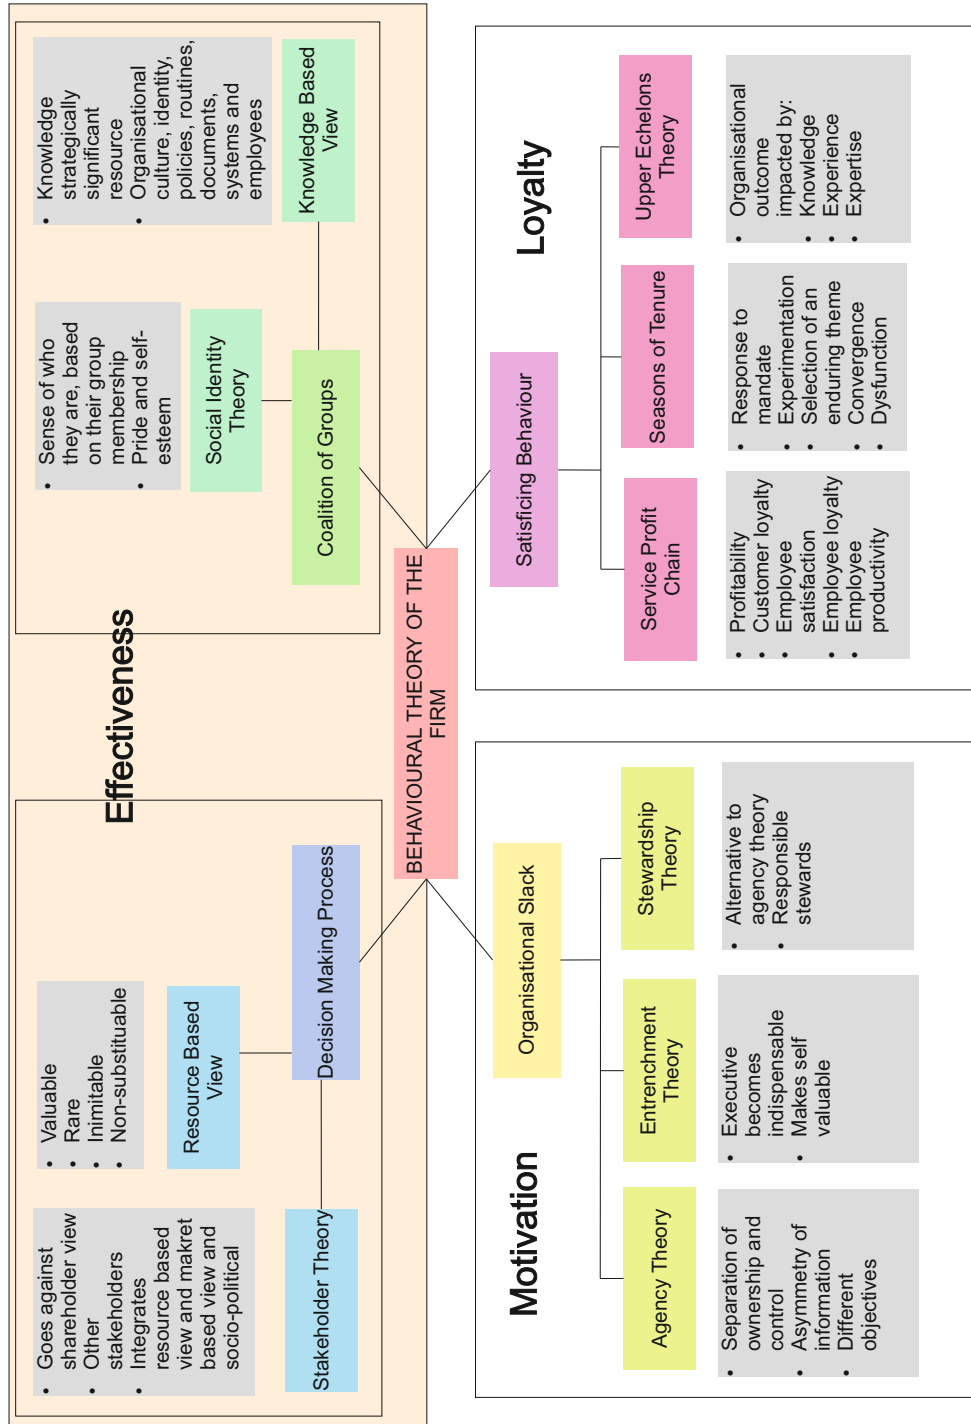 Effectiveness
• Goes against
shareholder view
• Other
stakeholders
• Integrates
resource based
view and makret
based view and
socio-political
Stakeholder Theory
• Valuable
• Rare
• Inimitable
• Non-substituable
Resource Based
View
Decision Making Process
• Sense of who
they are, based
on their group
membership
• Pride and self-
esteem
Social Identity
Theory
• Knowledge
strategically
significant
resource
• Organisational
culture, identity,
policies, routines,
documents,
systems and
employees
Knowledge Based
View
Coalition of Groups
BEHAVIOURAL THEORY OF THE
FIRM
Motivation
Organisational Slack
Agency Theory
Entrenchment
Theory
Stewardship
Theory
• Separation of
ownership and
control
• Asymmetry of
information
• Different
objectives
• Executive
becomes
indispensable
• Makes self
valuable
• Alternative to
agency theory
• Responsible
stewards
Loyalty
Satisficing Behaviour
Service Profit
Chain
Seasons of Tenure
Upper Echelons
Theory
• Profitability
• Customer loyalty
• Employee
satisfaction
• Employee loyalty
• Employee
productivity
• Response to
mandate
• Experimentation
• Selection of an
enduring theme
• Convergence
• Dysfunction
• Organisational
outcome
impacted by:
• Knowledge
• Experience
• Expertise